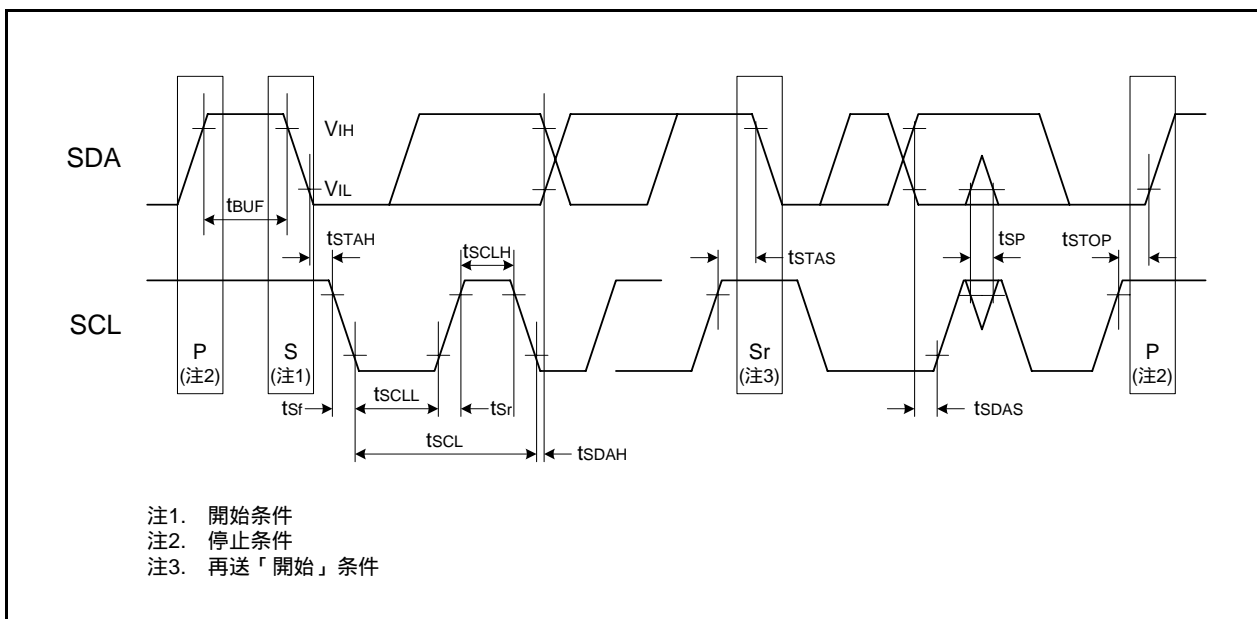 SDA
VIH
VIL
tBUF
tSTAH
tSCLH
tSTAS
tSP
tSTOP
SCL
P
(注2)
S
(注1)
Sr
(注3)
P
(注2)
tSf
tSCLL
tSr
tSDAS
tSCL
tSDAH
注1. 開始条件
注2. 停止条件
注3. 再送「開始」条件